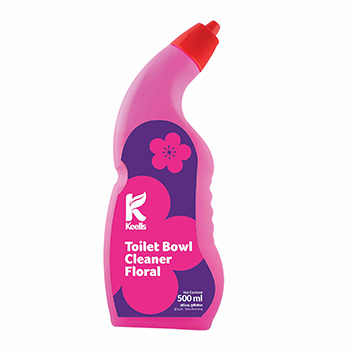 Keells
Toilet Bowl
Cleaner
Floral
Net Content
500 ml